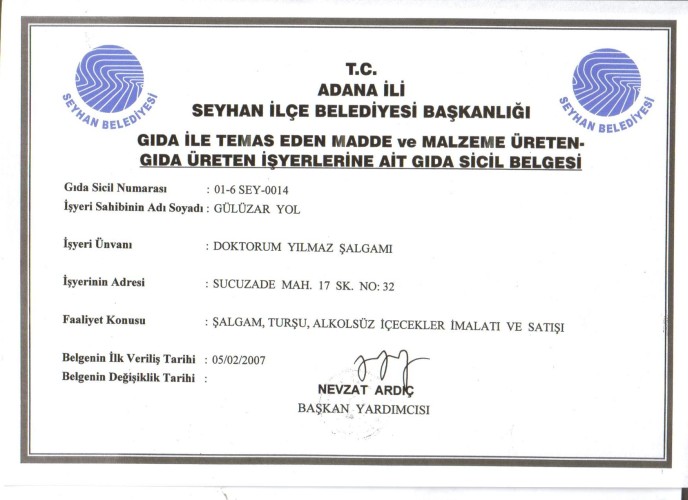 SEYHAN BELEDİYESİ
SEYHAN BELEDİYESİ
T.C.
ADANA İLİ
SEYHAN İLÇE BELEDİYESİ BAŞKANLIĞI
GIDA İLE TEMAS EDEN MADDE ve MALZEME ÜRETEN-
GIDA ÜRETEN İŞYERLERİNE AİT GIDA SİCİL BELGESİ
Gıda Sicil Numarası : 01-6 SEY-0014
İşyeri Sahibinin Adı Soyadı : GÜLÜZAR YOL
İşyeri Ünvanı : DOKTORUM YILMAZ ŞALGAMI
İşyerinin Adresi : SUCUZADE MAH. 17 SK. NO: 32
Faaliyet Konusu : ŞALGAM, TURŞU, ALKOLSÜZ İÇECEKLER İMALATI VE SATIŞI
Belgenin İlk Veriliş Tarihi : 05/02/2007
Belgenin Değişiklik Tarihi :
NEVZAT ARDIÇ
BAŞKAN YARDIMCISI